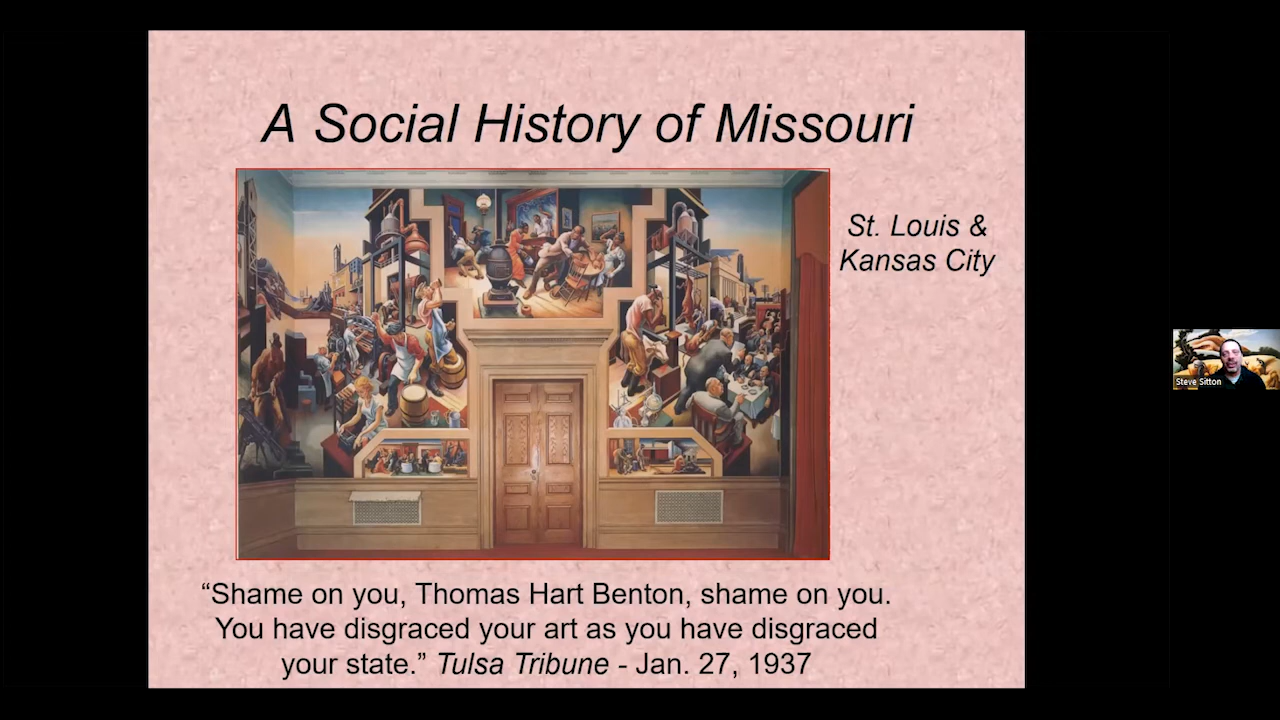 A Social History of Missouri
St. Louis &
Kansas City
Steve Sitton
“Shame on you, Thomas Hart Benton, shame on you.
You have disgraced your art as you have disgraced
your state.” Tulsa Tribune - Jan. 27, 1937